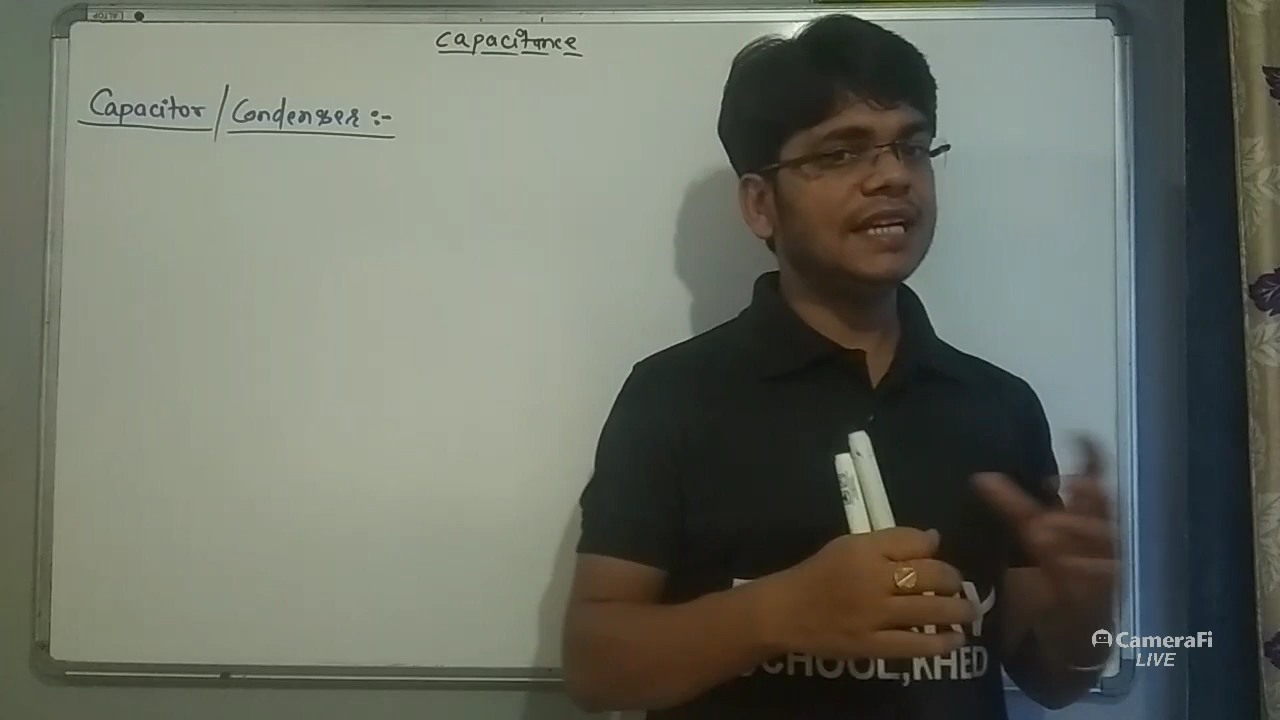 Capacitance
Capacitor / Condenser :-
SCHOOL, KHED
CameraFi
LIVE